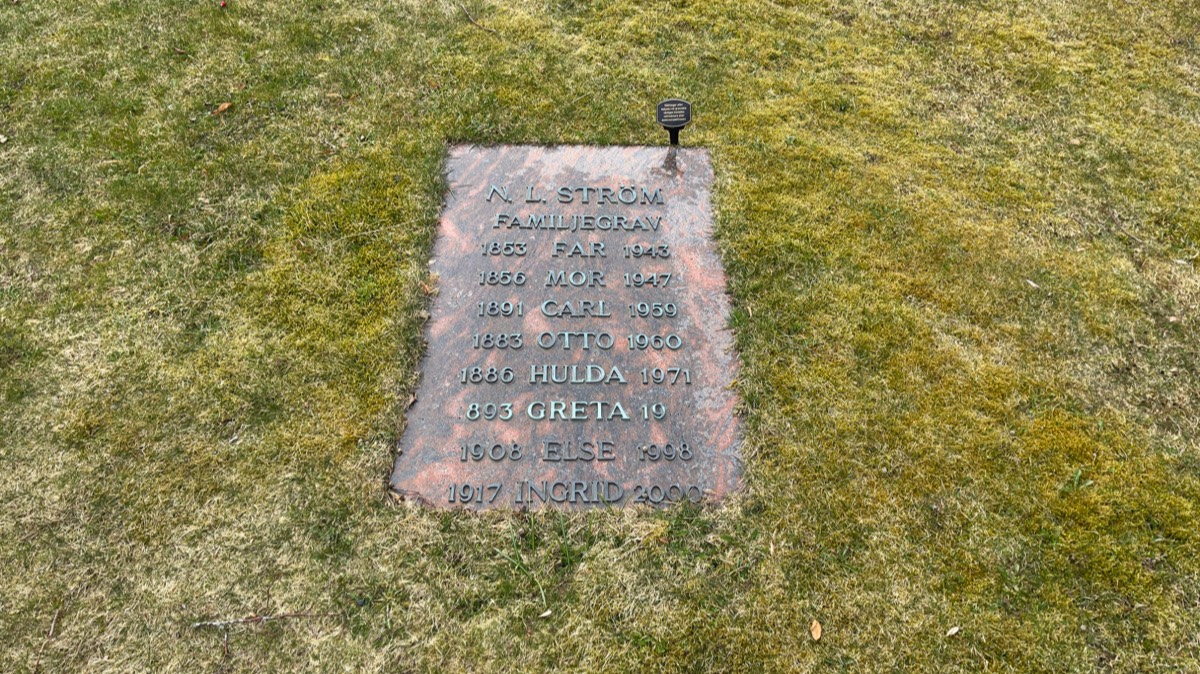 N. L. STRÖM
FAMILJEGRAV
1853 FAR 1943
1856 MOR 1947
1891 CARL 1959
1883 OTTO 1960
1886 HULDA 1971
893 GRETA 19
1908 ELSE 1998
1917 INGRID 2000